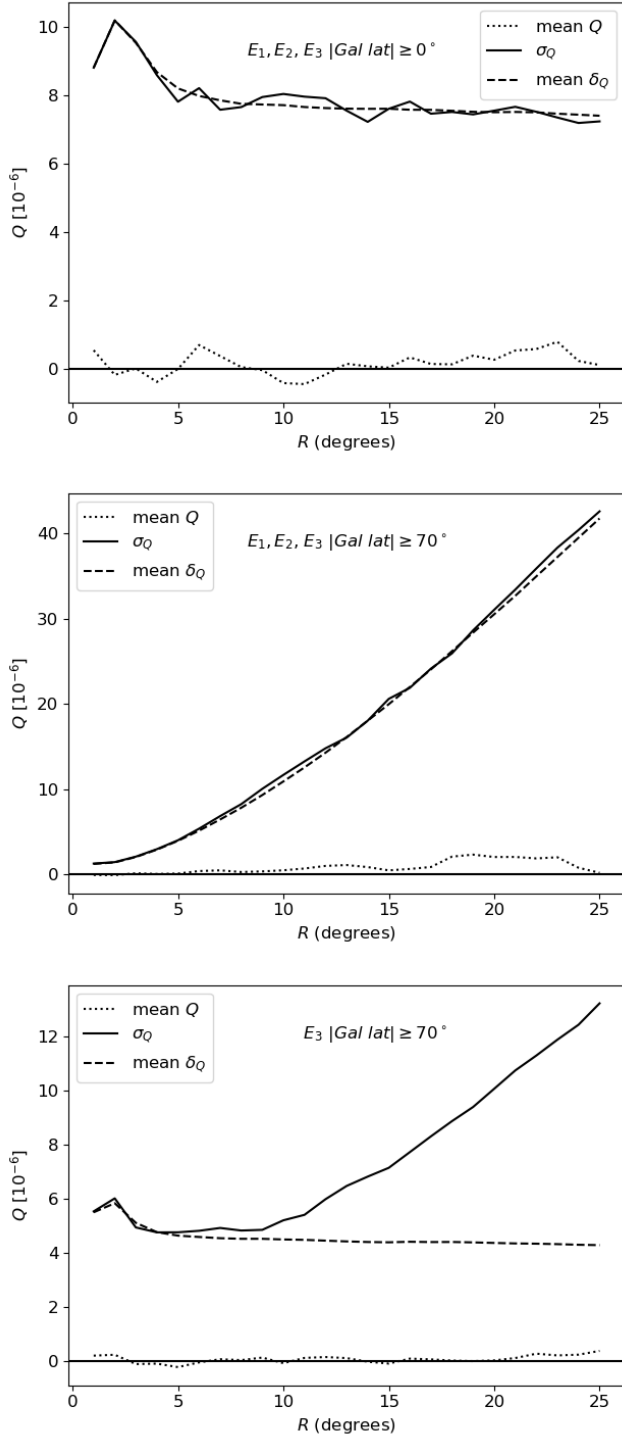 10
8
6
4
2
0
Q [10⁻⁶]
E₁, E₂, E₃ |Gal lat| ≥ 0°
mean Q
σ_Q
mean δ_Q
0 5 10 15 20 25
R (degrees)
40
30
20
10
0
Q [10⁻⁶]
mean Q
σ_Q
mean δ_Q
E₁, E₂, E₃ |Gal lat| ≥ 70°
0 5 10 15 20 25
R (degrees)
12
10
8
6
4
2
0
Q [10⁻⁶]
mean Q
σ_Q
mean δ_Q
E₃ |Gal lat| ≥ 70°
0 5 10 15 20 25
R (degrees)